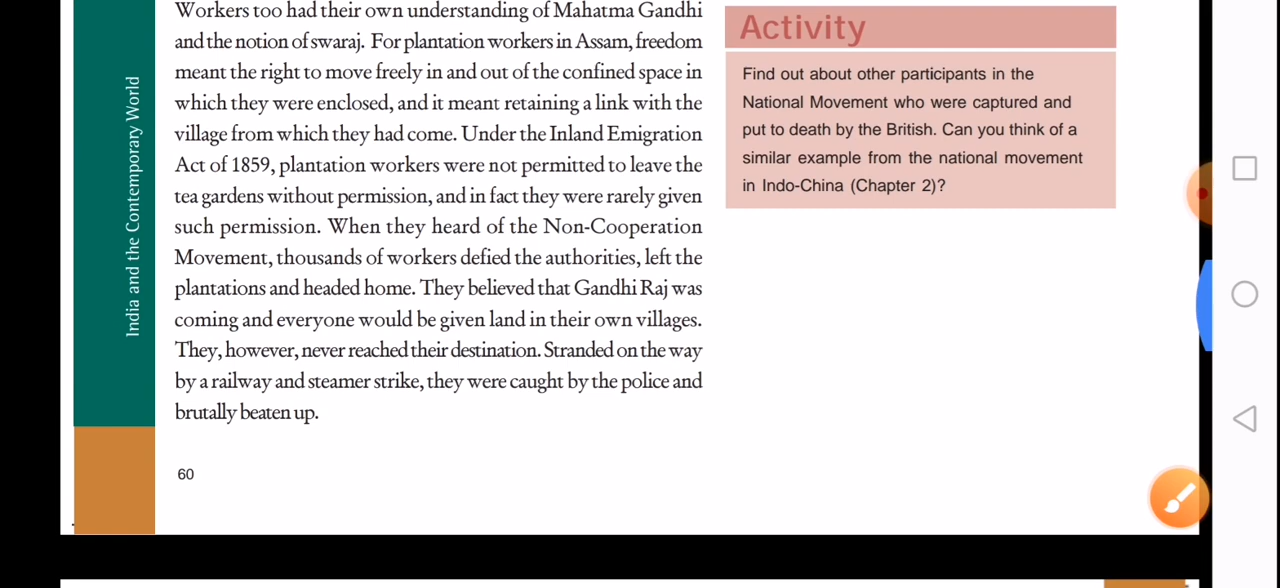 Workers too had their own understanding of Mahatma Gandhi
and the notion of swaraj. For plantation workers in Assam, freedom
meant the right to move freely in and out of the confined space in
which they were enclosed, and it meant retaining a link with the
village from which they had come. Under the Inland Emigration
Act of 1859, plantation workers were not permitted to leave the
tea gardens without permission, and in fact they were rarely given
such permission. When they heard of the Non-Cooperation
Movement, thousands of workers defied the authorities, left the
plantations and headed home. They believed that Gandhi Raj was
coming and everyone would be given land in their own villages.
They, however, never reached their destination. Stranded on the way
by a railway and steamer strike, they were caught by the police and
brutally beaten up.
Activity
Find out about other participants in the
National Movement who were captured and
put to death by the British. Can you think of a
similar example from the national movement
in Indo-China (Chapter 2)?
India and the Contemporary World
60